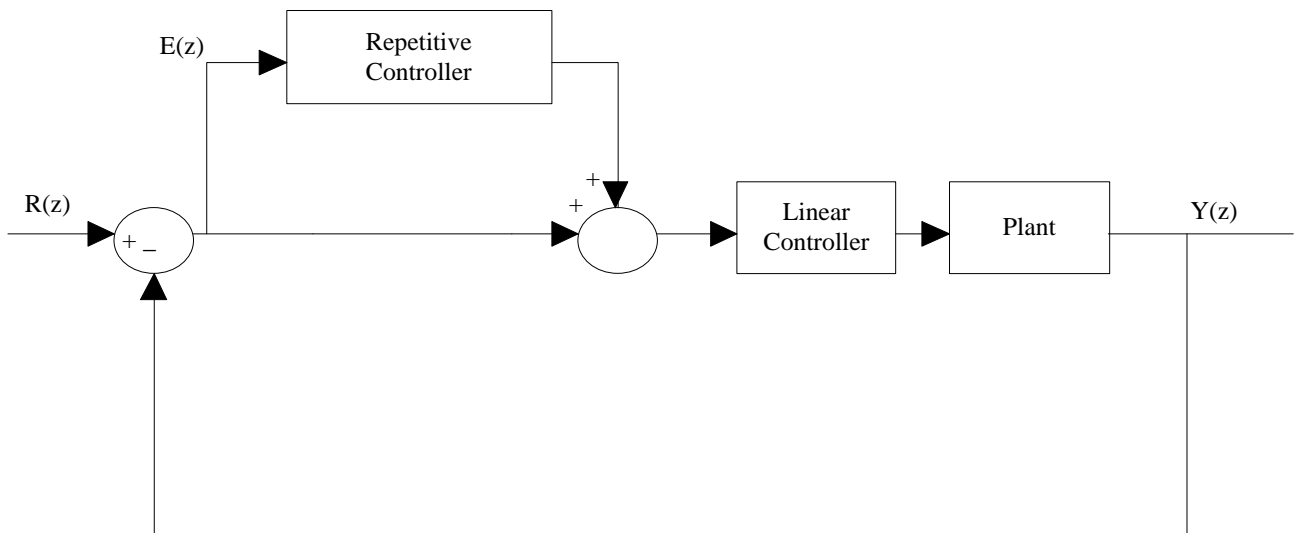 E(z)
Repetitive
Controller
+
R(z)
+
Linear
Controller
Plant
Y(z)
+
_